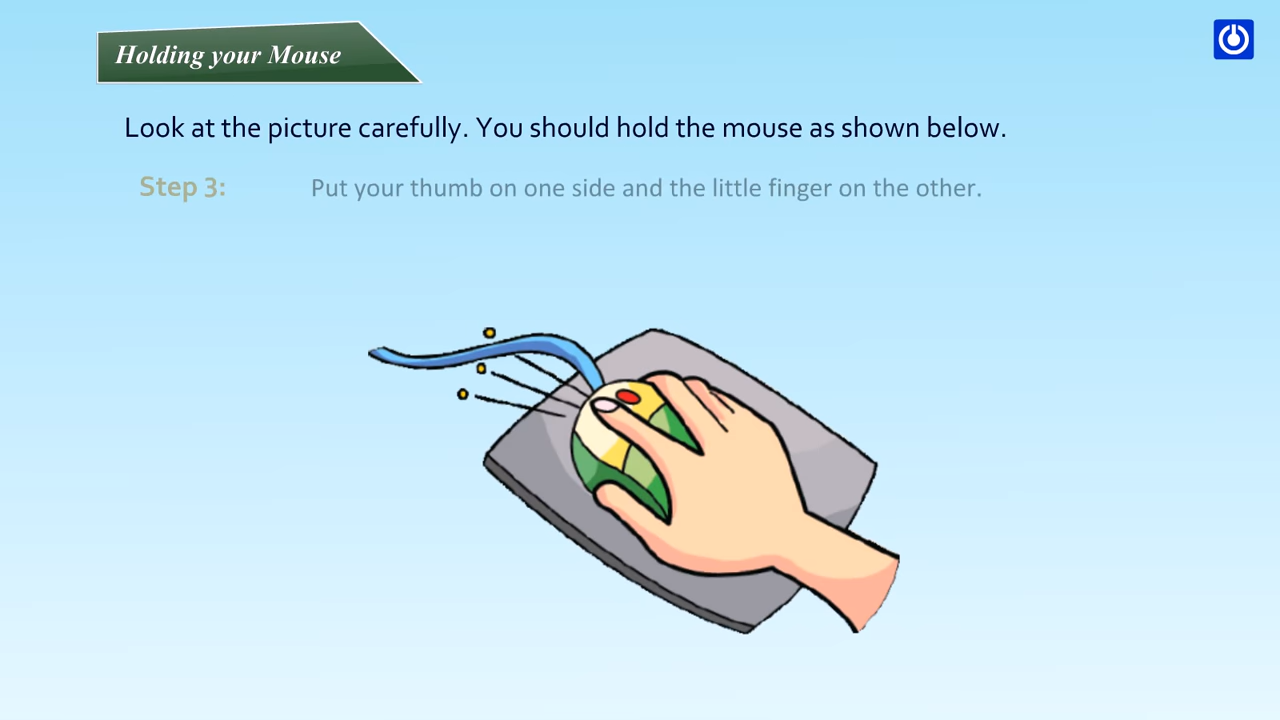 Holding your Mouse
Look at the picture carefully. You should hold the mouse as shown below.
Step 3: Put your thumb on one side and the little finger on the other.